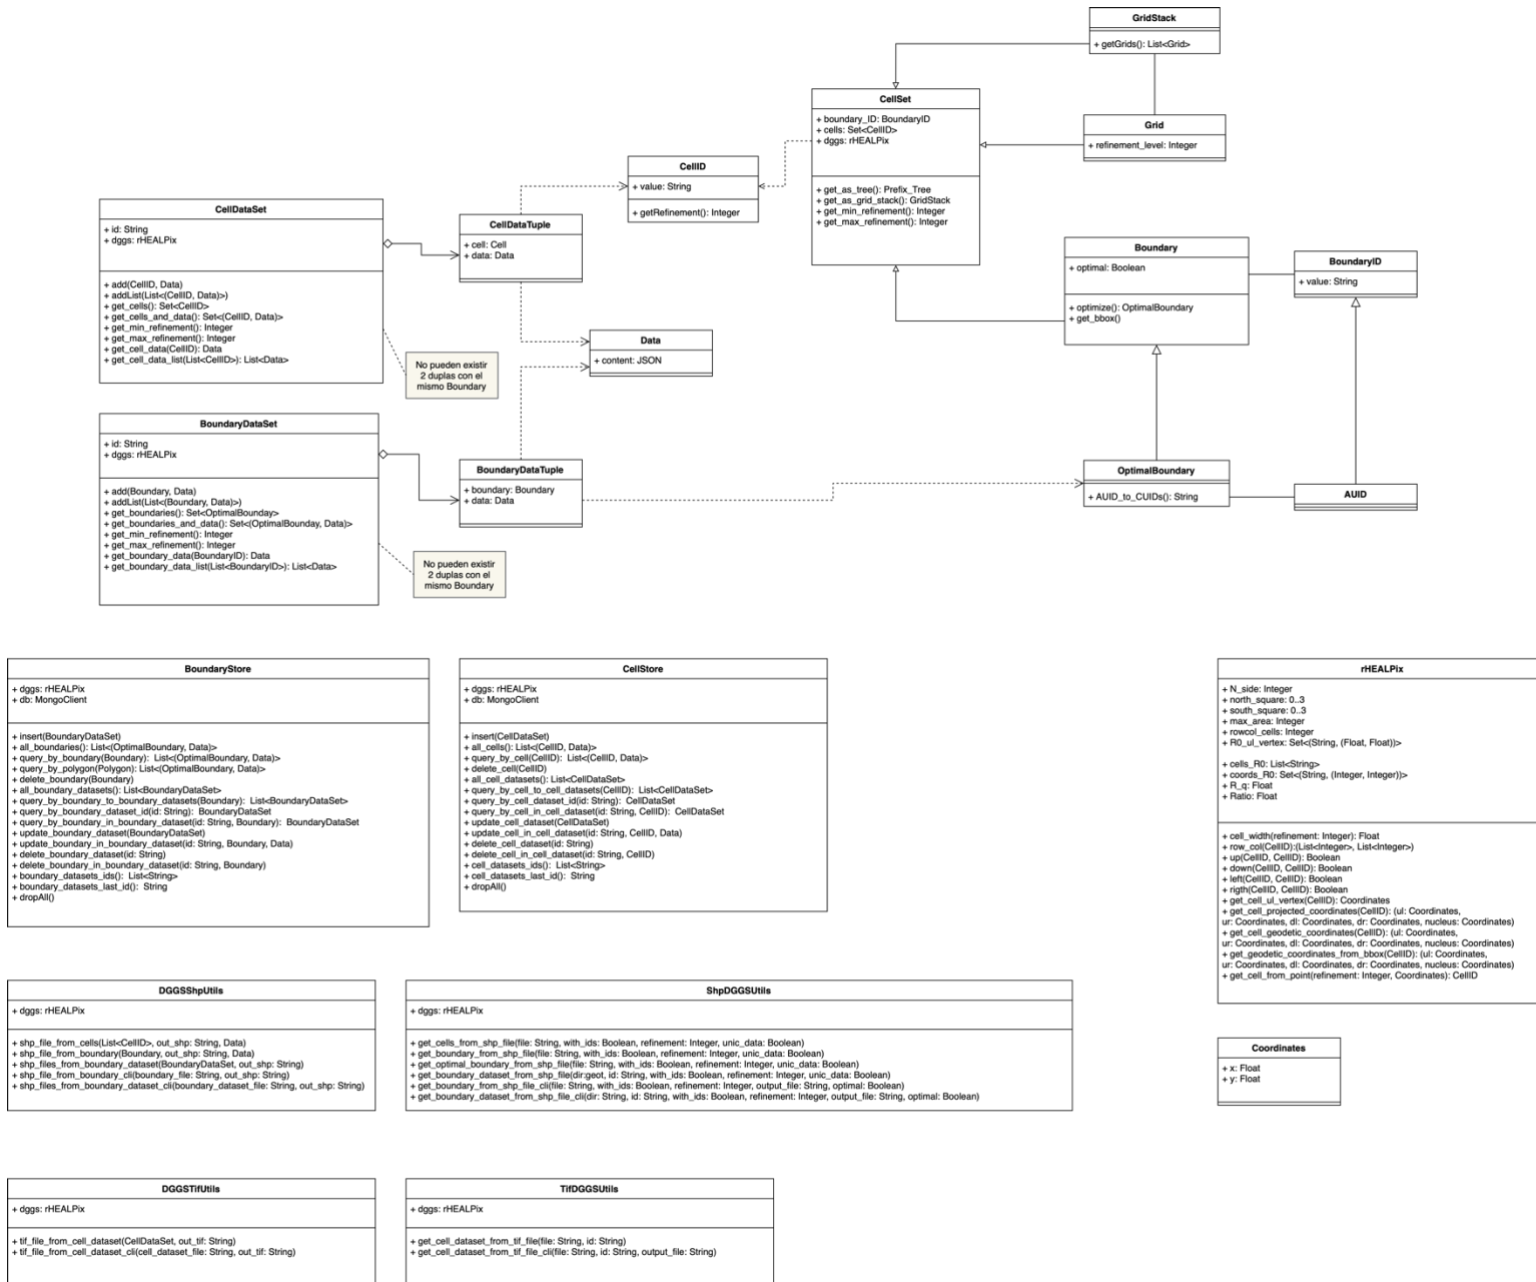 GridStack
+ getGrids(): List<Grid>
CellSet
+ boundary_ID: BoundaryID
+ cells: Set<CellID>
+ dggs: rHEALPix
+ get_as_tree(): Prefix_Tree
+ get_as_grid_stack(): GridStack
+ get_min_refinement(): Integer
+ get_max_refinement(): Integer
Grid
+ refinement_level: Integer
CellID
+ value: String
+ getRefinement(): Integer
CellDataSet
+ id: String
+ dggs: rHEALPix
+ add(CellID, Data)
+ addList(List<(CellID, Data)>)
+ get_cells(): Set<CellID>
+ get_cells_and_data(): Set<(CellID, Data)>
+ get_min_refinement(): Integer
+ get_max_refinement(): Integer
+ get_cell_data(CellID): Data
+ get_cell_data_list(List<CellID>): List<Data>
CellDataTuple
+ cell: Cell
+ data: Data
Boundary
+ optimal: Boolean
+ optimize(): OptimalBoundary
+ get_bbox()
BoundaryID
+ value: String
Data
+ content: JSON
No pueden existir
2 duplas con el
mismo Boundary
BoundaryDataSet
+ id: String
+ dggs: rHEALPix
+ add(Boundary, Data)
+ addList(List<(Boundary, Data)>)
+ get_boundaries(): Set<OptimalBounday>
+ get_boundaries_and_data(): Set<(OptimalBounday, Data)>
+ get_min_refinement(): Integer
+ get_max_refinement(): Integer
+ get_boundary_data(BoundaryID): Data
+ get_boundary_data_list(List<BoundaryID>): List<Data>
BoundaryDataTuple
+ boundary: Boundary
+ data: Data
OptimalBoundary
+ AUID_to_CUIDs(): String
AUID
No pueden existir
2 duplas con el
mismo Boundary
BoundaryStore
+ dggs: rHEALPix
+ db: MongoClient
+ insert(BoundaryDataSet)
+ all_boundaries(): List<(OptimalBoundary, Data)>
+ query_by_boundary(Boundary): List<(OptimalBoundary, Data)>
+ query_by_polygon(Polygon): List<(OptimalBoundary, Data)>
+ delete_boundary(Boundary)
+ all_boundary_datasets(): List<BoundaryDataSet>
+ query_by_boundary_to_boundary_datasets(Boundary): List<BoundaryDataSet>
+ query_by_boundary_dataset_id(id: String): BoundaryDataSet
+ query_by_boundary_in_boundary_dataset(id: String, Boundary): BoundaryDataSet
+ update_boundary_dataset(BoundaryDataSet)
+ update_boundary_in_boundary_dataset(id: String, Boundary, Data)
+ delete_boundary_dataset(id: String)
+ delete_boundary_in_boundary_dataset(id: String, Boundary)
+ boundary_datasets_ids(): List<String>
+ boundary_datasets_last_id(): String
+ dropAll()
CellStore
+ dggs: rHEALPix
+ db: MongoClient
+ insert(CellDataSet)
+ all_cells(): List<(CellID, Data)>
+ query_by_cell(CellID): List<(CellID, Data)>
+ delete_cell(CellID)
+ all_cell_datasets(): List<CellDataSet>
+ query_by_cell_to_cell_datasets(CellID): List<CellDataSet>
+ query_by_cell_dataset_id(id: String): CellDataSet
+ query_by_cell_in_cell_dataset(id: String, CellID): CellDataSet
+ update_cell_dataset(CellDataSet)
+ update_cell_in_cell_dataset(id: String, CellID, Data)
+ delete_cell_dataset(id: String)
+ delete_cell_in_cell_dataset(id: String, CellID)
+ cell_datasets_ids(): List<String>
+ cell_datasets_last_id(): String
+ dropAll()
rHEALPix
+ N_side: Integer
+ north_square: 0..3
+ south_square: 0..3
+ max_area: Integer
+ rowcol_cells: Integer
+ R0_ul_vertex: Set<(String, (Float, Float))>
+ cells_R0: List<String>
+ coords_R0: Set<(String, (Integer, Integer))>
+ R_q: Float
+ Ratio: Float
+ cell_width(refinement: Integer): Float
+ row_col(CellID):(List<Integer>, List<Integer>)
+ up(CellID, CellID): Boolean
+ down(CellID, CellID): Boolean
+ left(CellID, CellID): Boolean
+ rigth(CellID, CellID): Boolean
+ get_cell_ul_vertex(CellID): Coordinates
+ get_cell_projected_coordinates(CellID): (ul: Coordinates,
ur: Coordinates, dl: Coordinates, dr: Coordinates, nucleus: Coordinates)
+ get_cell_geodetic_coordinates(CellID): (ul: Coordinates,
ur: Coordinates, dl: Coordinates, dr: Coordinates, nucleus: Coordinates)
+ get_geodetic_coordinates_from_bbox(CellID): (ul: Coordinates,
ur: Coordinates, dl: Coordinates, dr: Coordinates, nucleus: Coordinates)
+ get_cell_from_point(refinement: Integer, Coordinates): CellID
DGGSShpUtils
+ dggs: rHEALPix
+ shp_file_from_cells(List<CellID>, out_shp: String, Data)
+ shp_file_from_boundary(Boundary, out_shp: String, Data)
+ shp_files_from_boundary_dataset(BoundaryDataSet, out_shp: String)
+ shp_file_from_boundary_cli(boundary_file: String, out_shp: String)
+ shp_files_from_boundary_dataset_cli(boundary_dataset_file: String, out_shp: String)
ShpDGGSUtils
+ dggs: rHEALPix
+ get_cells_from_shp_file(file: String, with_ids: Boolean, refinement: Integer, unic_data: Boolean)
+ get_boundary_from_shp_file(file: String, with_ids: Boolean, refinement: Integer, unic_data: Boolean)
+ get_optimal_boundary_from_shp_file(file: String, with_ids: Boolean, refinement: Integer, unic_data: Boolean)
+ get_boundary_dataset_from_shp_file(dir:geot, id: String, with_ids: Boolean, refinement: Integer, unic_data: Boolean)
+ get_boundary_from_shp_file_cli(file: String, with_ids: Boolean, refinement: Integer, output_file: String, optimal: Boolean)
+ get_boundary_dataset_from_shp_file_cli(dir: String, id: String, with_ids: Boolean, refinement: Integer, output_file: String, optimal: Boolean)
Coordinates
+ x: Float
+ y: Float
DGGSTifUtils
+ dggs: rHEALPix
+ tif_file_from_cell_dataset(CellDataSet, out_tif: String)
+ tif_file_from_cell_dataset_cli(cell_dataset_file: String, out_tif: String)
TifDGGSUtils
+ dggs: rHEALPix
+ get_cell_dataset_from_tif_file(file: String, id: String)
+ get_cell_dataset_from_tif_file_cli(file: String, id: String, output_file: String)